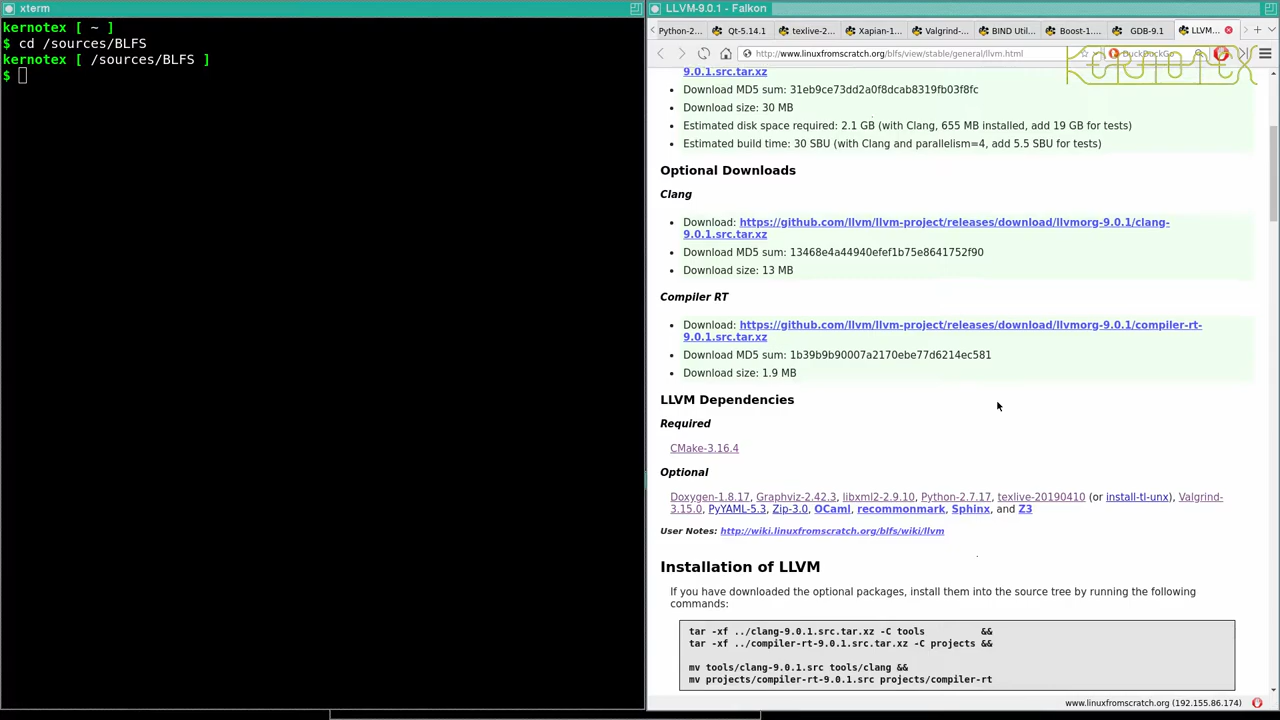 xterm
kernotex [ ~ ]
$ cd /sources/BLFS
kernotex [ /sources/BLFS ]
$
LLVM-9.0.1 - Falkon
Python-2...
Qt-5.14.1
texlive-2...
Xapian-1...
Valgrind-...
BIND Util...
Boost-1....
GDB-9.1
LLVM...
http://www.linuxfromscratch.org/blfs/view/stable/general/llvm.html
DuckDuckGo
KERNOTEX
9.0.1.src.tar.xz
• Download MD5 sum: 31eb9ce73dd2a0f8dcab8319fb03f8fc
• Download size: 30 MB
• Estimated disk space required: 2.1 GB (with Clang, 655 MB installed, add 19 GB for tests)
• Estimated build time: 30 SBU (with Clang and parallelism=4, add 5.5 SBU for tests)
Optional Downloads
Clang
• Download: https://github.com/llvm/llvm-project/releases/download/llvmorg-9.0.1/clang-
9.0.1.src.tar.xz
• Download MD5 sum: 13468e4a44940efef1b75e8641752f90
• Download size: 13 MB
Compiler RT
• Download: https://github.com/llvm/llvm-project/releases/download/llvmorg-9.0.1/compiler-rt-
9.0.1.src.tar.xz
• Download MD5 sum: 1b39b9b90007a2170ebe77d6214ec581
• Download size: 1.9 MB
LLVM Dependencies
Required
CMake-3.16.4
Optional
Doxygen-1.8.17, Graphviz-2.42.3, libxml2-2.9.10, Python-2.7.17, texlive-20190410 (or install-tl-unx), Valgrind-
3.15.0, PyYAML-5.3, Zip-3.0, OCaml, recommonmark, Sphinx, and Z3
User Notes: http://wiki.linuxfromscratch.org/blfs/wiki/llvm
Installation of LLVM
If you have downloaded the optional packages, install them into the source tree by running the following
commands:
tar -xf ../clang-9.0.1.src.tar.xz -C tools &&
tar -xf ../compiler-rt-9.0.1.src.tar.xz -C projects &&
mv tools/clang-9.0.1.src tools/clang &&
mv projects/compiler-rt-9.0.1.src projects/compiler-rt
www.linuxfromscratch.org (192.155.86.174)